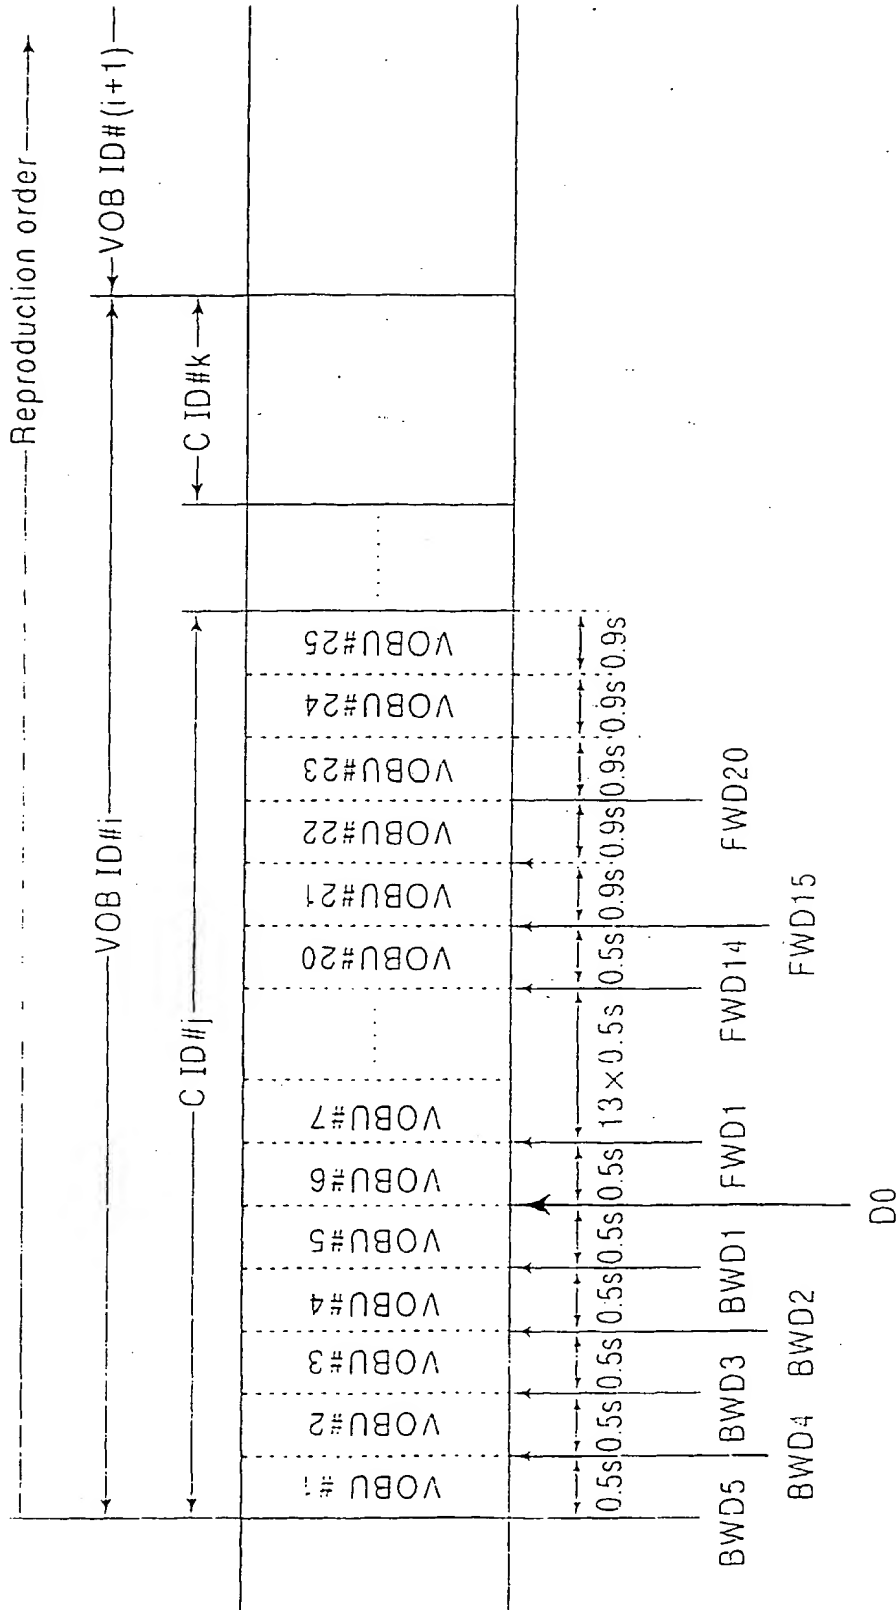 Reproduction order
VOB ID#i
VOB ID#(i+1)
C ID#j
C ID#k
VOBU #1
VOBU#2
VOBU#3
VOBU#4
VOBU#5
VOBU#6
VOBU#7
VOBU#20
VOBU#21
VOBU#22
VOBU#23
VOBU#24
VOBU#25
0.5s 0.5s 0.5s 0.5s 0.5s 0.5s 13×0.5s 0.5s 0.9s 0.9s 0.9s 0.9s 0.9s
BWD5 BWD3 BWD1 FWD1 FWD14 FWD20
BWD4 BWD2 FWD15
D0